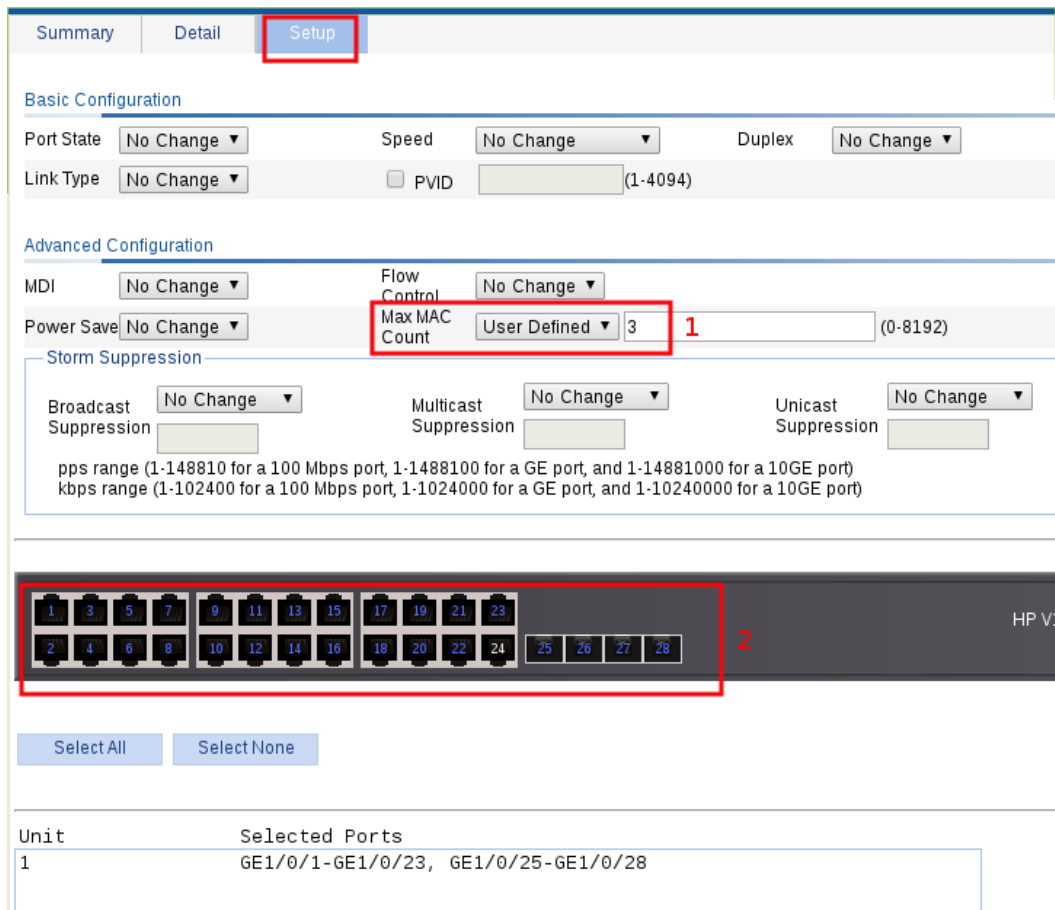 Summary Detail Setup
Basic Configuration
Port State No Change Speed No Change Duplex No Change
Link Type No Change PVID (1-4094)
Advanced Configuration
MDI No Change Flow Control No Change
Power Save No Change Max MAC Count User Defined 3 1 (0-8192)
Storm Suppression
Broadcast Suppression No Change Multicast Suppression No Change Unicast Suppression No Change
pps range (1-148810 for a 100 Mbps port, 1-1488100 for a GE port, and 1-14881000 for a 10GE port)
kbps range (1-102400 for a 100 Mbps port, 1-1024000 for a GE port, and 1-10240000 for a 10GE port)
1 3 5 7 9 11 13 15 17 19 21 23
HP V1
2 4 6 8 10 12 14 16 18 20 22 24 25 26 27 28 2
Select All Select None
Unit Selected Ports
1 GE1/0/1-GE1/0/23, GE1/0/25-GE1/0/28